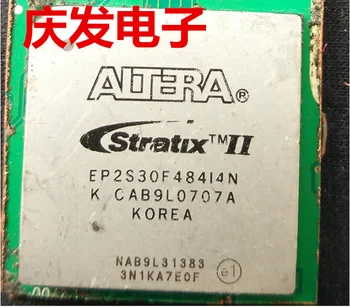 庆发电子
ALTERA®
Stratix™II
EP2S30F484I4N
K CAB9L0707A
KOREA
NAB9L31383
3N1KA7E0F
e1